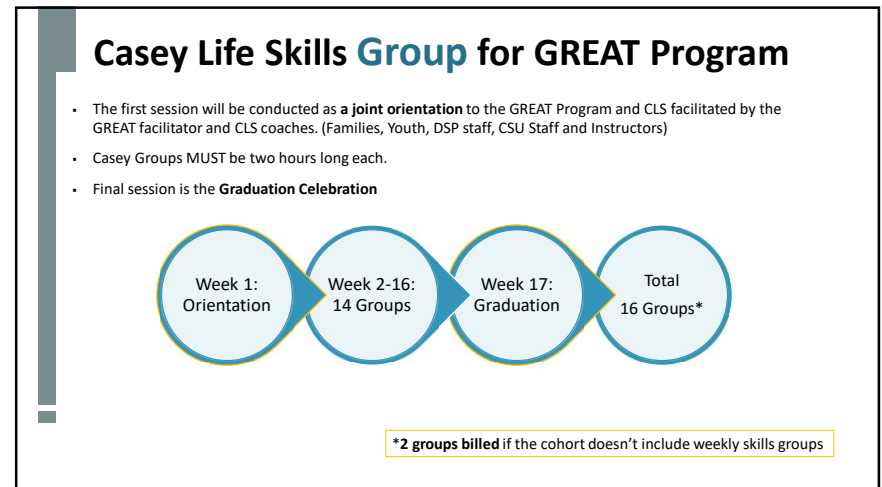 Casey Life Skills Group for GREAT Program
▪ The first session will be conducted as a joint orientation to the GREAT Program and CLS facilitated by the
GREAT facilitator and CLS coaches. (Families, Youth, DSP staff, CSU Staff and Instructors)
▪ Casey Groups MUST be two hours long each.
▪ Final session is the Graduation Celebration
Week 1:
Orientation
Week 2-16:
14 Groups
Week 17:
Graduation
Total
16 Groups*
*2 groups billed if the cohort doesn’t include weekly skills groups